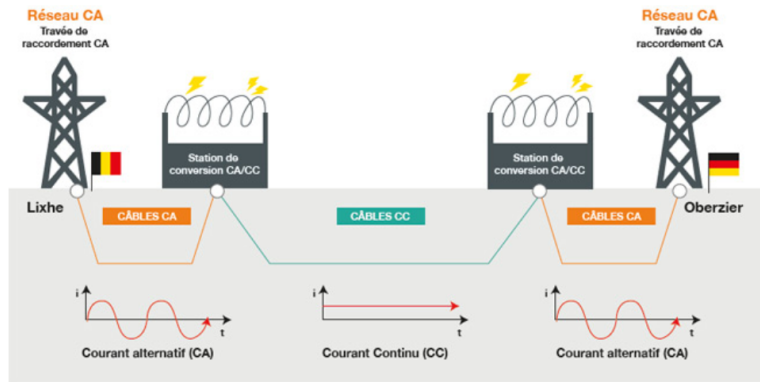 Réseau CA
Travée de
raccordement CA
Réseau CA
Travée de
raccordement CA
Station de
conversion CA/CC
Station de
conversion CA/CC
Lixhe
CÂBLES CA
CÂBLES CC
CÂBLES CA
Oberzier
i
t
i
t
i
t
Courant alternatif (CA)
Courant Continu (CC)
Courant alternatif (CA)